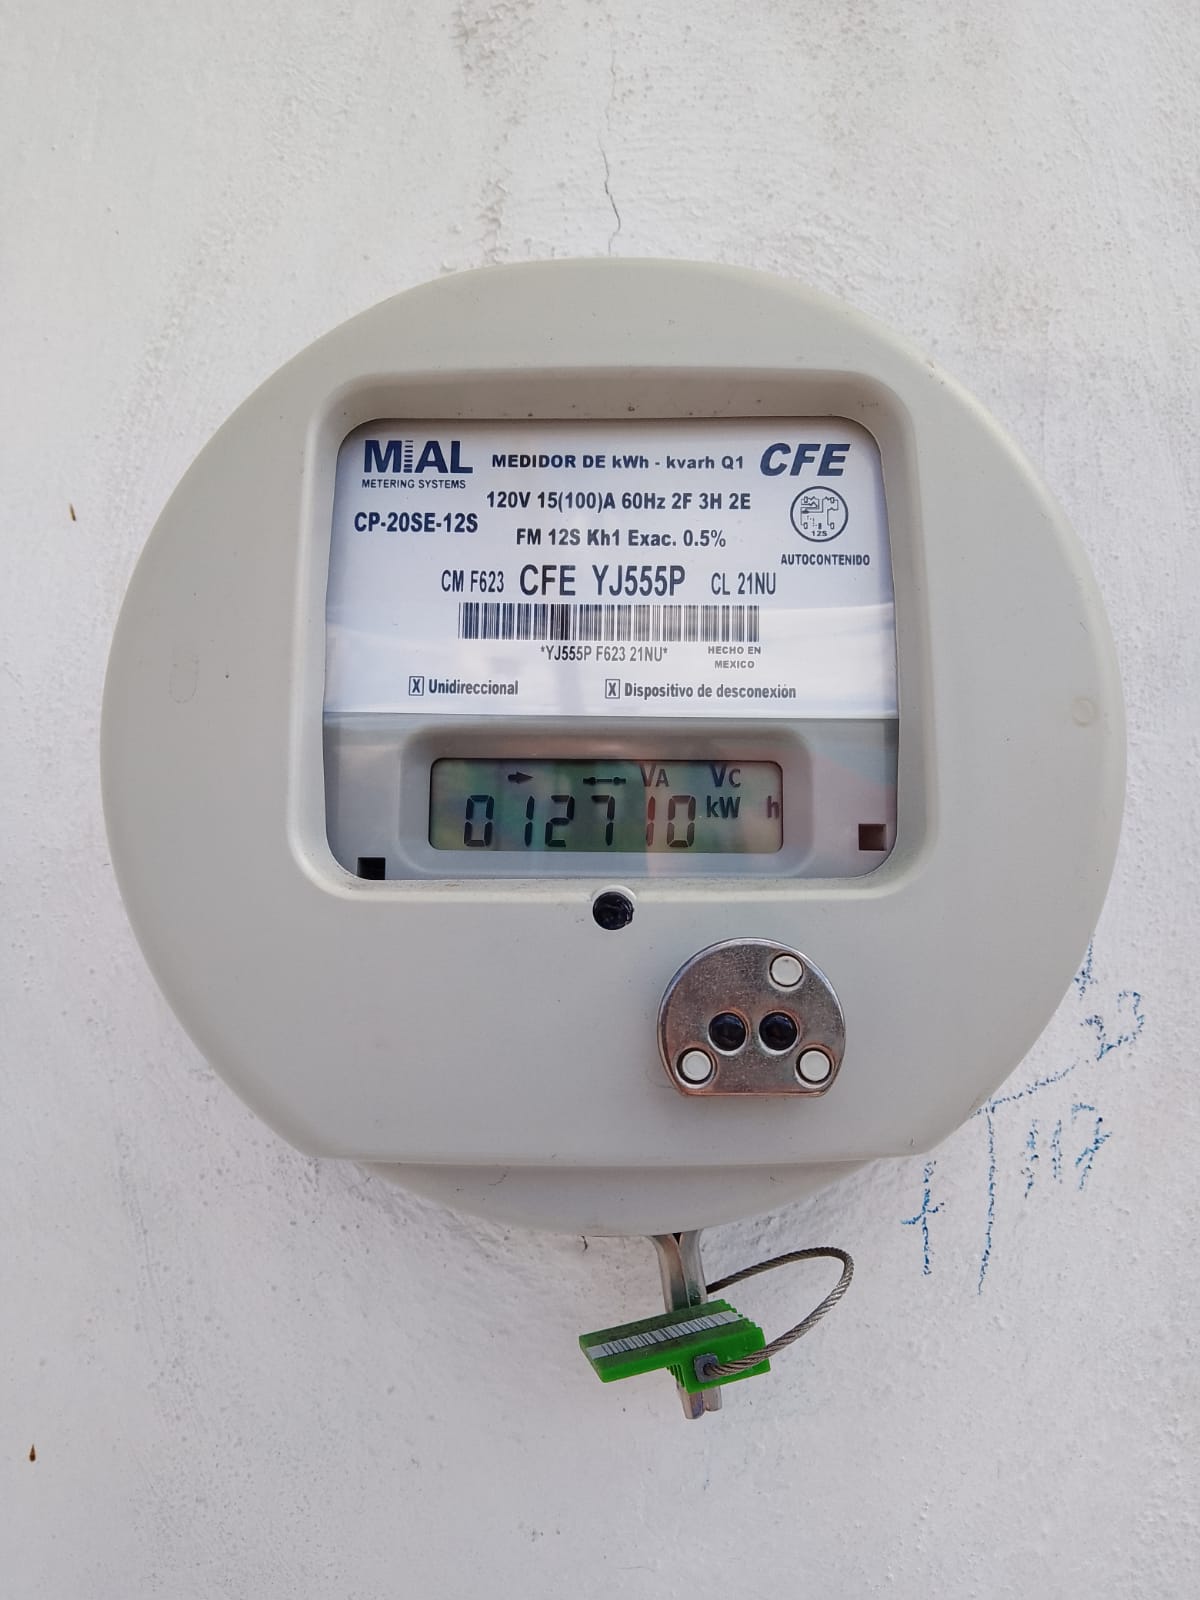 MIAL MEDIDOR DE kWh - kvarh Q1 CFE
METERING SYSTEMS
120V 15(100)A 60Hz 2F 3H 2E
CP-20SE-12S
FM 12S Kh1 Exac. 0.5%
12S
AUTOCONTENIDO
CM F623 CFE YJ555P CL 21NU
*YJ555P F623 21NU*
HECHO EN
MEXICO
X Unidireccional X Dispositivo de desconexión
VA VC
012710 kW h